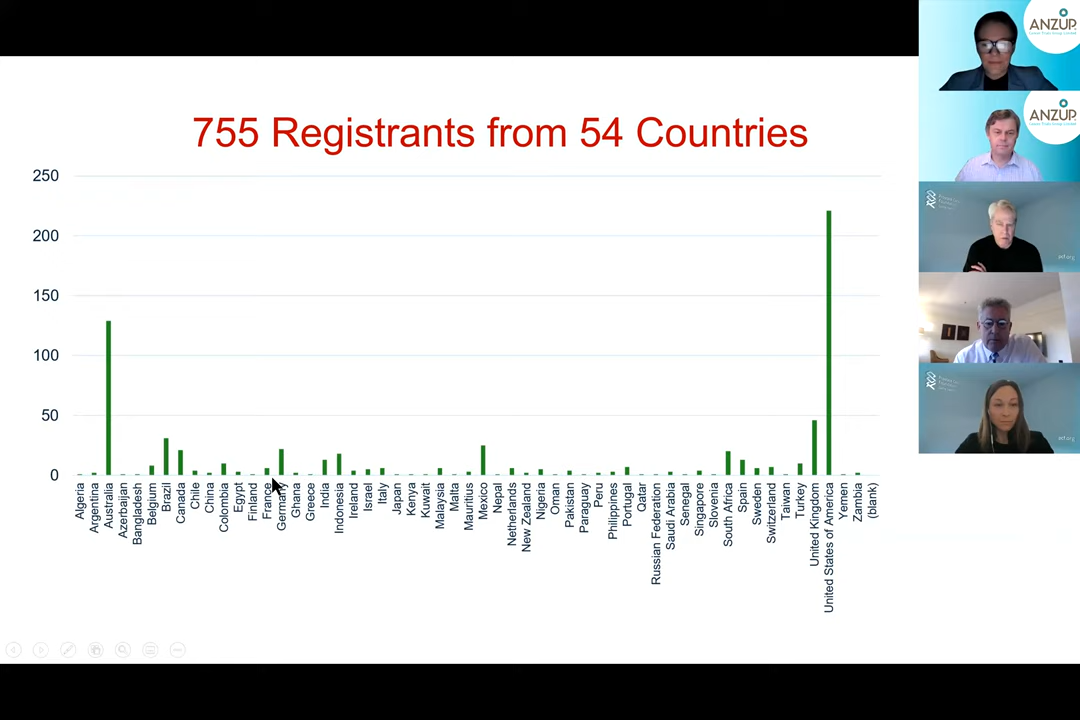 755 Registrants from 54 Countries
250
200
150
100
50
0
Algeria
Argentina
Australia
Azerbaijan
Bangladesh
Belgium
Brazil
Canada
Chile
China
Colombia
Egypt
Finland
France
Germany
Ghana
Greece
India
Indonesia
Ireland
Israel
Italy
Japan
Kenya
Kuwait
Malaysia
Malta
Mauritius
Mexico
Nepal
Netherlands
New Zealand
Nigeria
Oman
Pakistan
Paraguay
Peru
Philippines
Portugal
Qatar
Russian Federation
Saudi Arabia
Senegal
Singapore
Slovenia
South Africa
Spain
Sweden
Switzerland
Taiwan
Turkey
United Kingdom
United States of America
Yemen
Zambia
(blank)
ANZUP
ANZUP